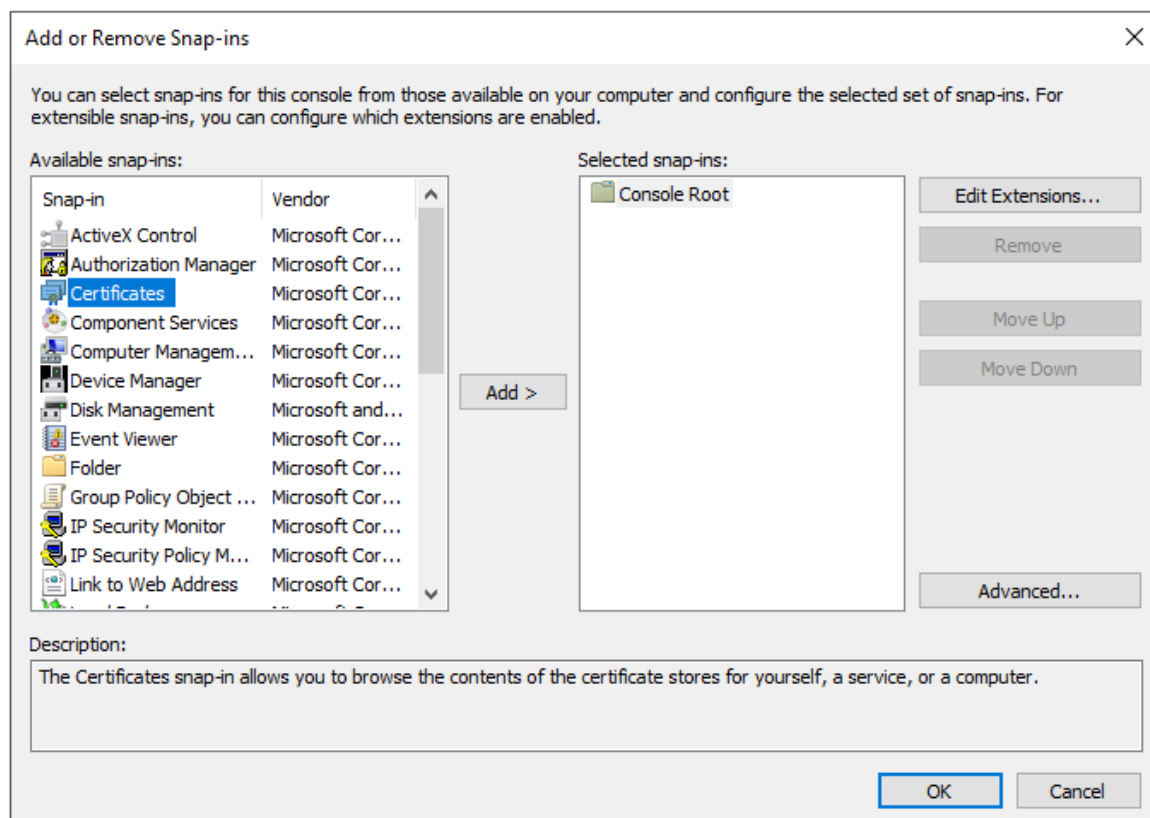 Add or Remove Snap-ins
You can select snap-ins for this console from those available on your computer and configure the selected set of snap-ins. For
extensible snap-ins, you can configure which extensions are enabled.
Available snap-ins:
Snap-in Vendor
ActiveX Control Microsoft Cor...
Authorization Manager Microsoft Cor...
Certificates Microsoft Cor...
Component Services Microsoft Cor...
Computer Managem... Microsoft Cor...
Device Manager Microsoft Cor...
Disk Management Microsoft and...
Event Viewer Microsoft Cor...
Folder Microsoft Cor...
Group Policy Object ... Microsoft Cor...
IP Security Monitor Microsoft Cor...
IP Security Policy M... Microsoft Cor...
Link to Web Address Microsoft Cor...
Add >
Selected snap-ins:
Console Root
Edit Extensions...
Remove
Move Up
Move Down
Advanced...
Description:
The Certificates snap-in allows you to browse the contents of the certificate stores for yourself, a service, or a computer.
OK
Cancel